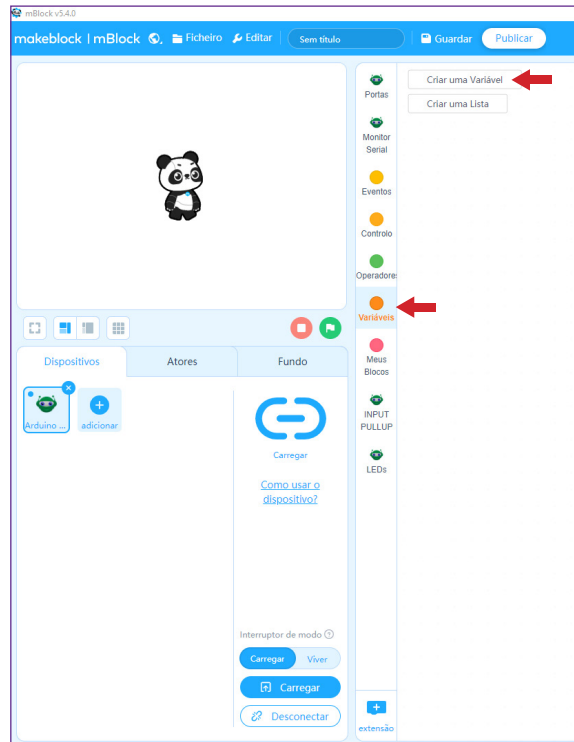 mBlock v5.4.0
makeblock | mBlock
Ficheiro
Editar
Sem título
Guardar
Publicar
Portas
Monitor
Serial
Eventos
Controlo
Operadores
Variáveis
Meus
Blocos
INPUT
PULLUP
LEDs
extensão
Criar uma Variável
Criar uma Lista
Dispositivos
Atores
Fundo
Arduino ...
adicionar
Carregar
Como usar o
dispositivo?
Interruptor de modo
Carregar
Viver
Carregar
Desconectar